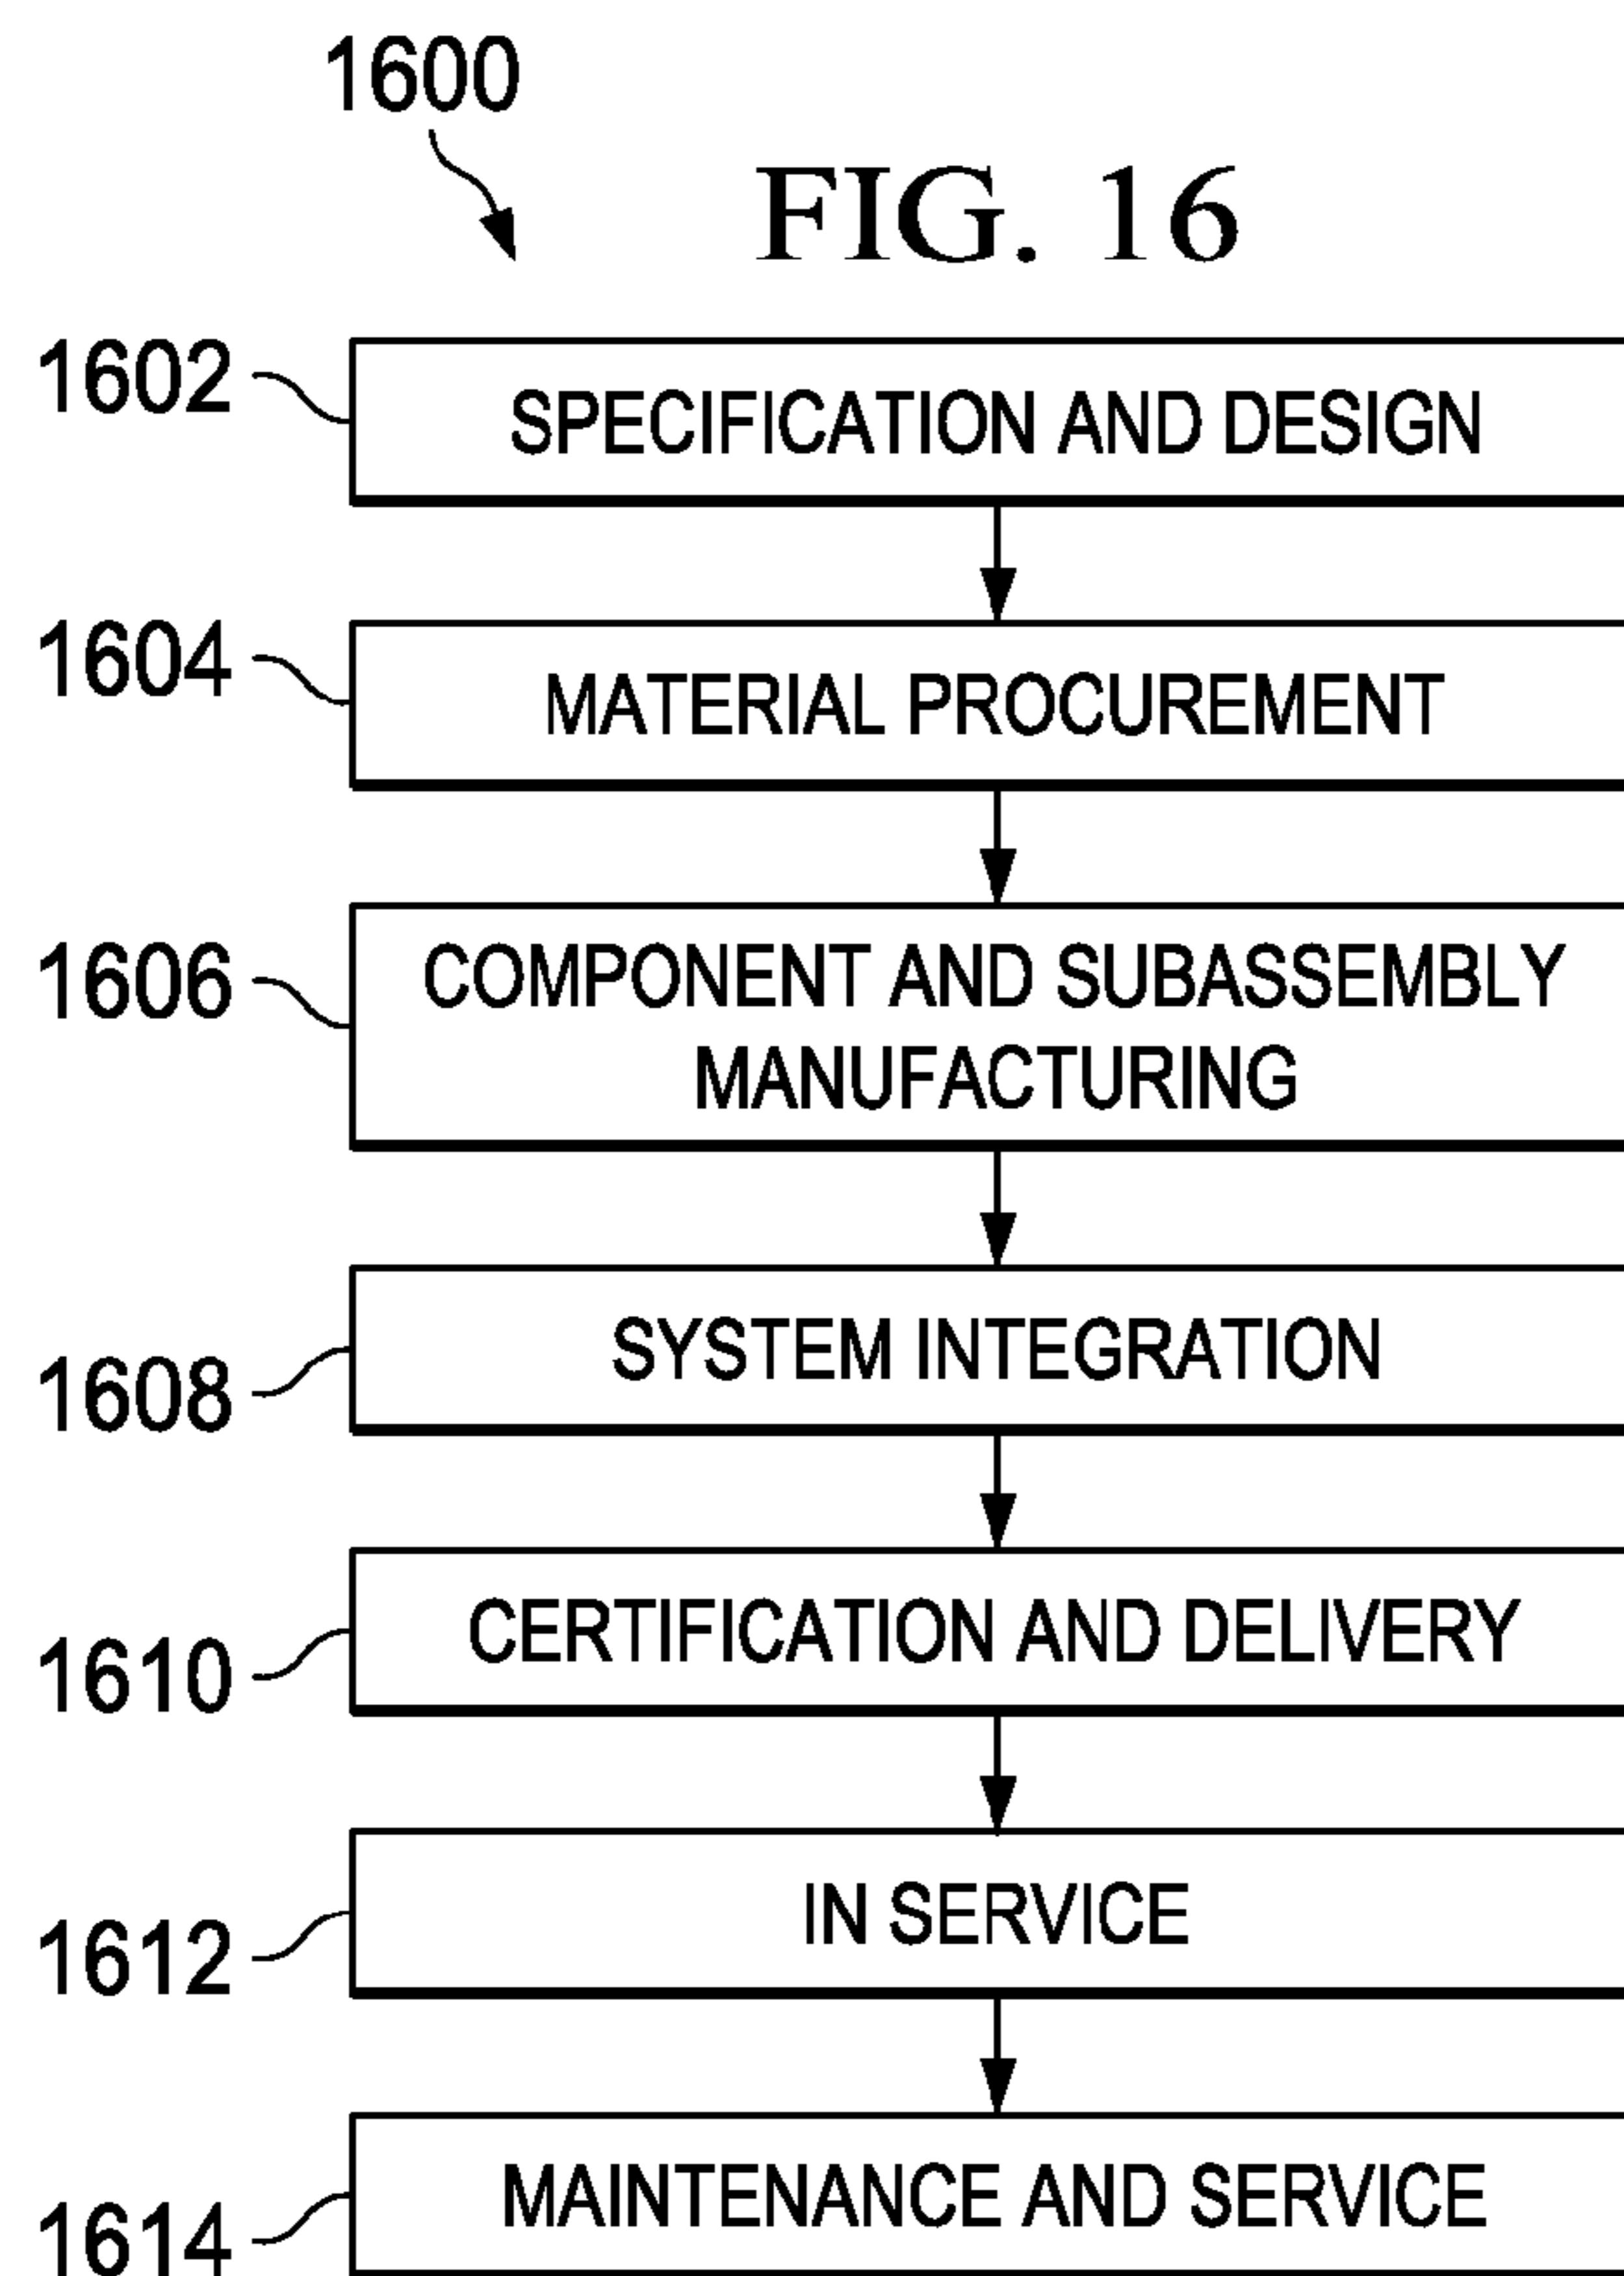 1600
FIG. 16
1602
SPECIFICATION AND DESIGN
1604
MATERIAL PROCUREMENT
1606
COMPONENT AND SUBASSEMBLY
MANUFACTURING
1608
SYSTEM INTEGRATION
1610
CERTIFICATION AND DELIVERY
1612
IN SERVICE
1614
MAINTENANCE AND SERVICE